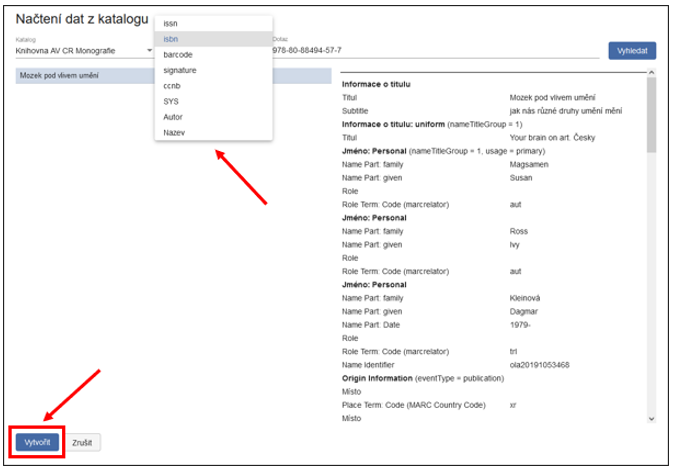 Načtení dat z katalogu
Katalog
Knihovna AV CR Monografie
issn
isbn
barcode
signature
ccnb
SYS
Autor
Nazev
Dotaz
978-80-88494-57-7
Vyhledat
Mozek pod vlivem umění
Informace o titulu
Titul Mozek pod vlivem umění
Subtitle jak nás různé druhy umění mění
Informace o titulu: uniform (nameTitleGroup = 1)
Titul Your brain on art. Česky
Jméno: Personal (nameTitleGroup = 1, usage = primary)
Name Part: family Magsamen
Name Part: given Susan
Role
Role Term: Code (marcrelator) aut
Jméno: Personal
Name Part: family Ross
Name Part: given Ivy
Role
Role Term: Code (marcrelator) aut
Jméno: Personal
Name Part: family Kleinová
Name Part: given Dagmar
Name Part: Date 1979-
Role
Role Term: Code (marcrelator) trl
Name Identifier ola20191053468
Origin Information (eventType = publication)
Místo
Place Term: Code (MARC Country Code) xr
Místo
Vytvořit
Zrušit